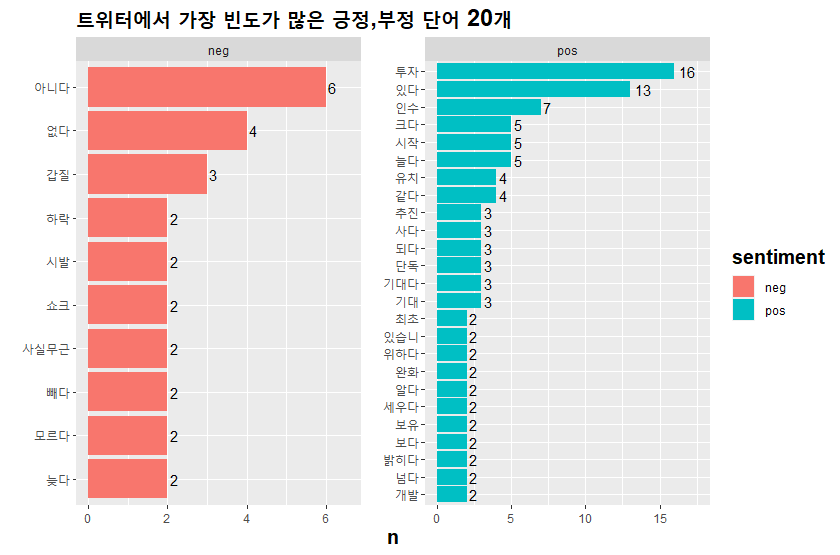 트위터에서 가장 빈도가 많은 긍정,부정 단어 20개
neg
아니다 6
없다 4
갑질 3
하락 2
시발 2
쇼크 2
사실무근 2
빼다 2
모르다 2
늦다 2
0 2 4 6
pos
투자 16
있다 13
인수 7
크다 5
시작 5
늘다 5
유치 4
같다 4
추진 3
사다 3
되다 3
단독 3
기대다 3
기대 3
최초 2
있습니 2
위하다 2
완화 2
알다 2
세우다 2
보유 2
보다 2
밝히다 2
넘다 2
개발 2
0 5 10 15
n
sentiment
neg
pos